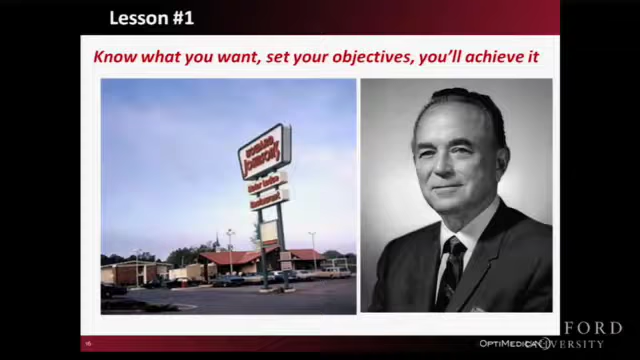 Lesson #1
Know what you want, set your objectives, you'll achieve it
HOWARD
JOHNSON'S
Motor Lodge
Restaurant
16
OPTIMEDICA
FORD
UNIVERSITY